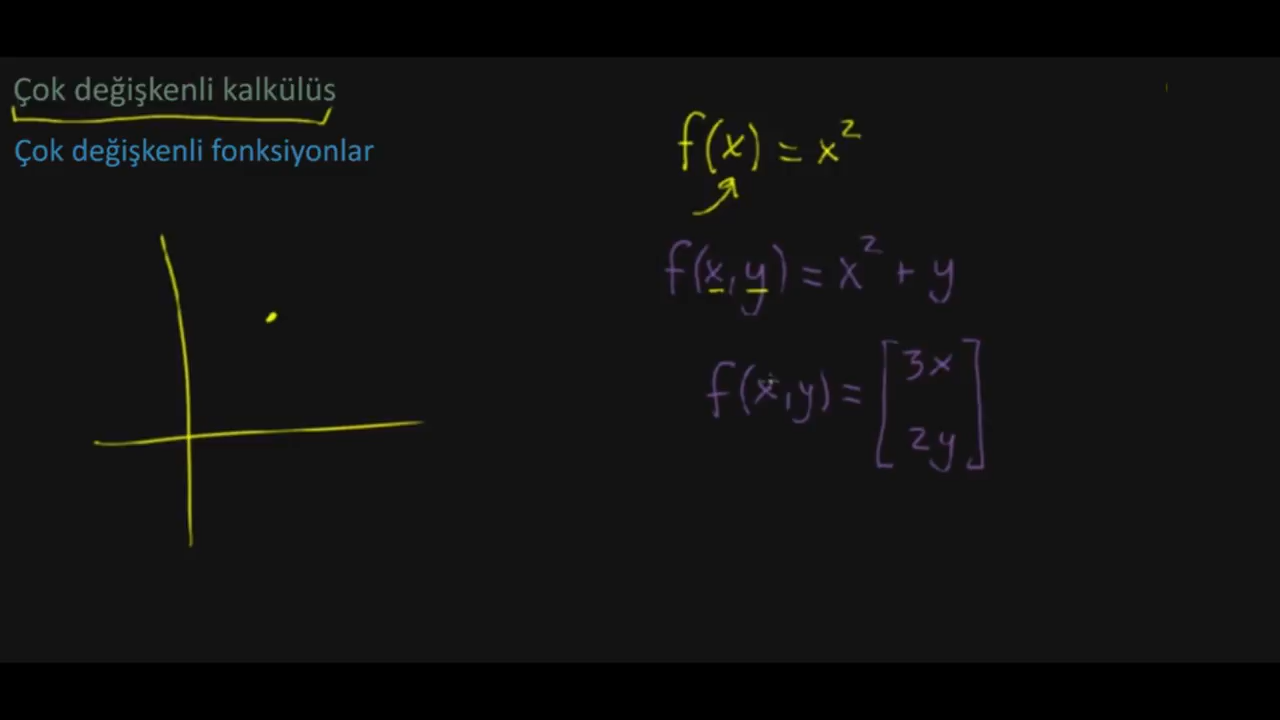 Çok değişkenli kalkülüs
Çok değişkenli fonksiyonlar
f(x) = x²
f(x, y) = x² + y
f(x, y) = [3x
2y]